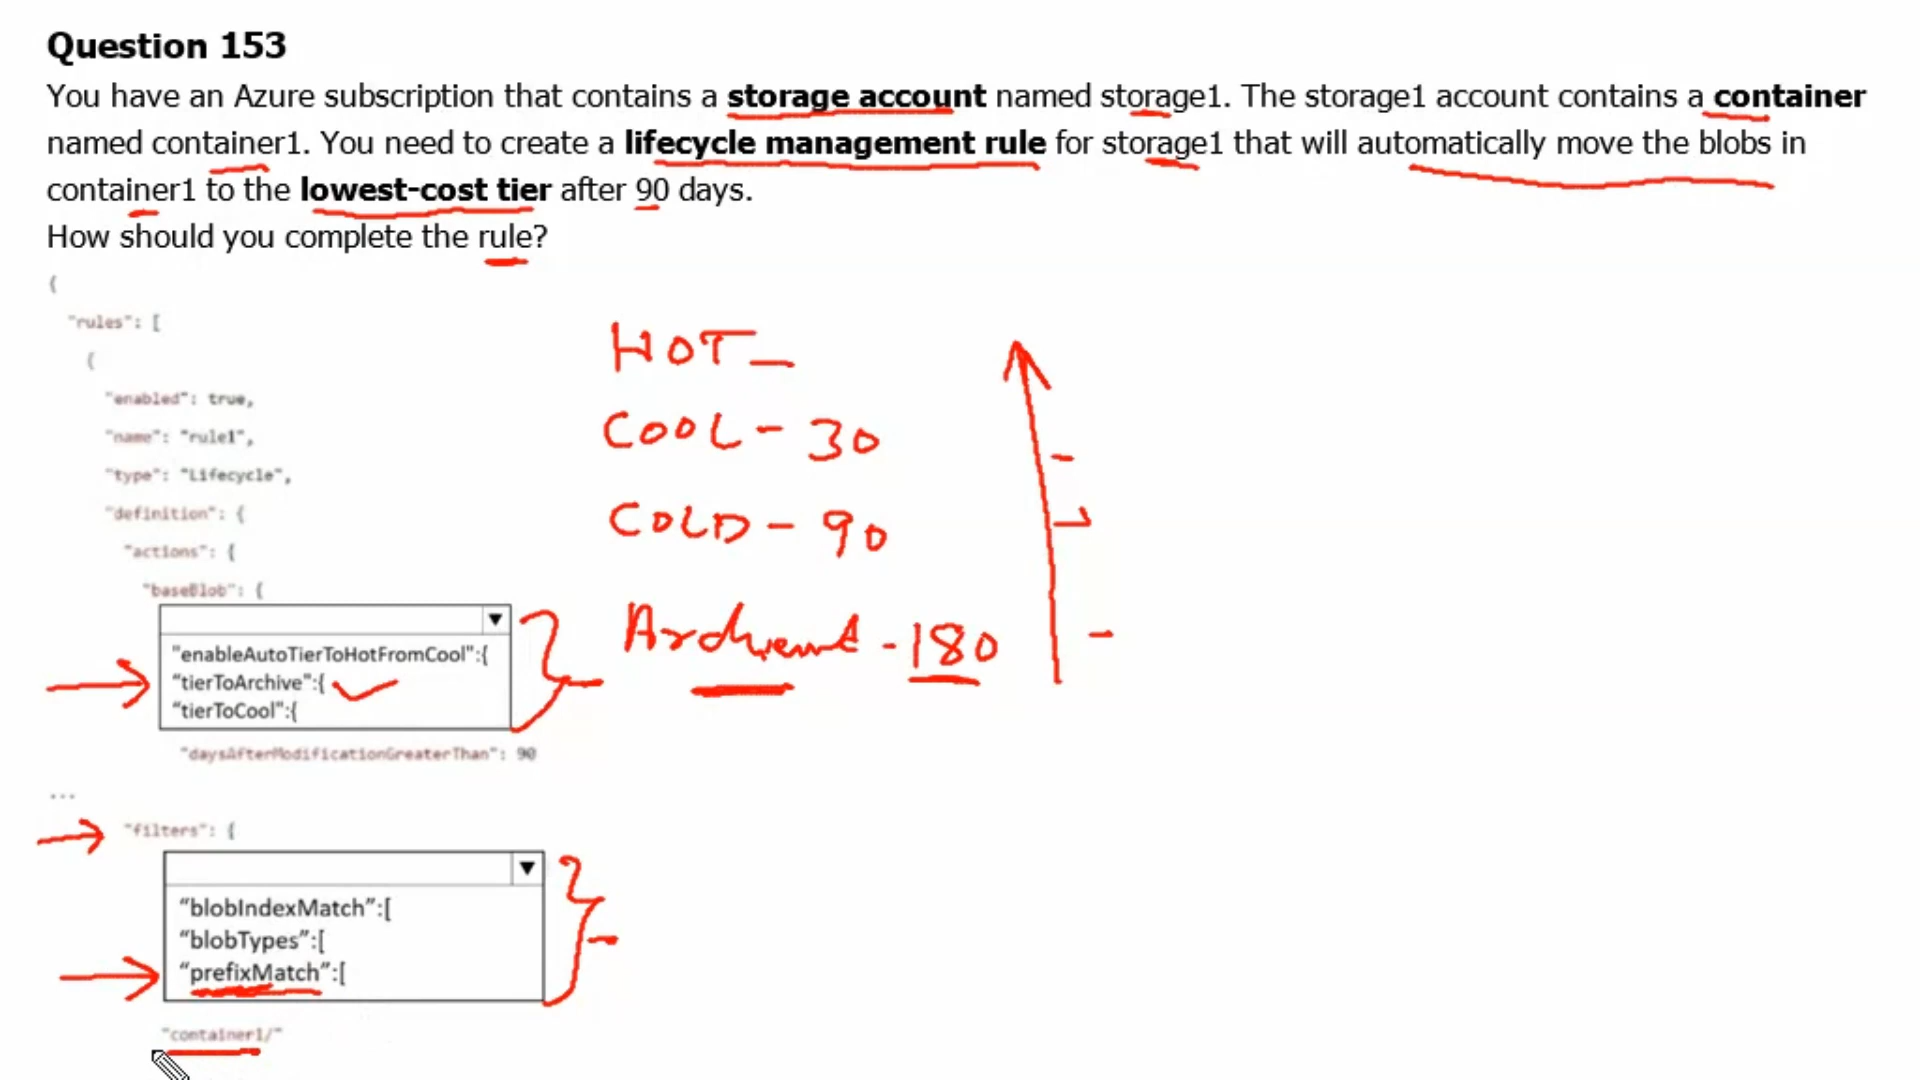 Question 153
You have an Azure subscription that contains a storage account named storage1. The storage1 account contains a container
named container1. You need to create a lifecycle management rule for storage1 that will automatically move the blobs in
container1 to the lowest-cost tier after 90 days.
How should you complete the rule?
{
"rules": [
{
"enabled": true,
"name": "rule1",
"type": "Lifecycle",
"definition": {
"actions": {
"baseBlob": {
"enableAutoTierToHotFromCool":{
"tierToArchive":{
"tierToCool":{
"daysAfterModificationGreaterThan": 90
...
"filters": {
"blobIndexMatch":[
"blobTypes":[
"prefixMatch":[
"container1/"
HOT –
COOL - 30
COLD - 90
- 180